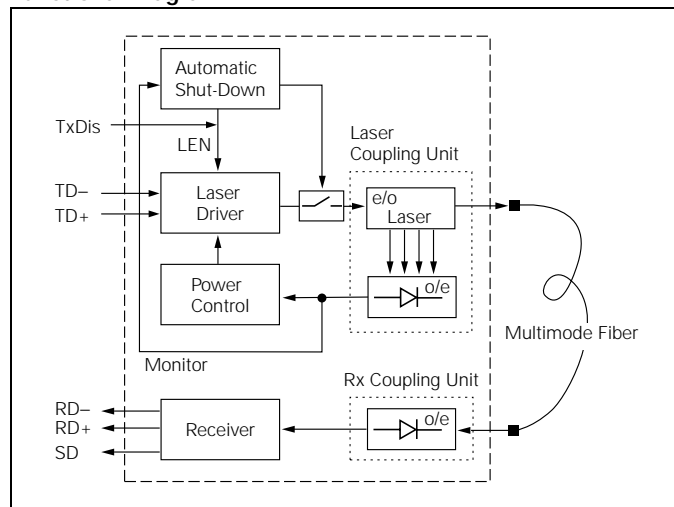 Automatic
Shut-Down
TxDis
LEN
Laser
Coupling Unit
TD–
TD+
Laser
Driver
e/o
Laser
Power
Control
o/e
Multimode Fiber
Monitor
Rx Coupling Unit
RD–
RD+
SD
Receiver
o/e